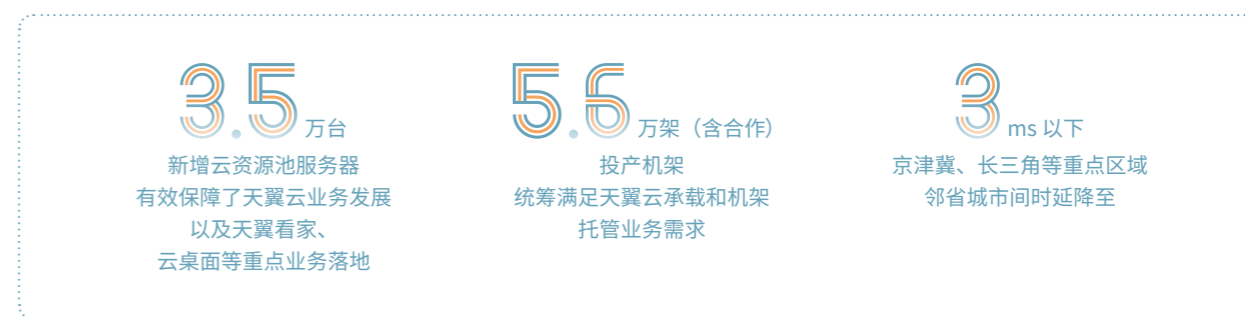 3.5 万台
新增云资源池服务器
有效保障了天翼云业务发展
以及天翼看家、
云桌面等重点业务落地
5.6 万架（含合作）
投产机架
统筹满足天翼云承载和机架
托管业务需求
3 ms 以下
京津冀、长三角等重点区域
邻省城市间时延降至